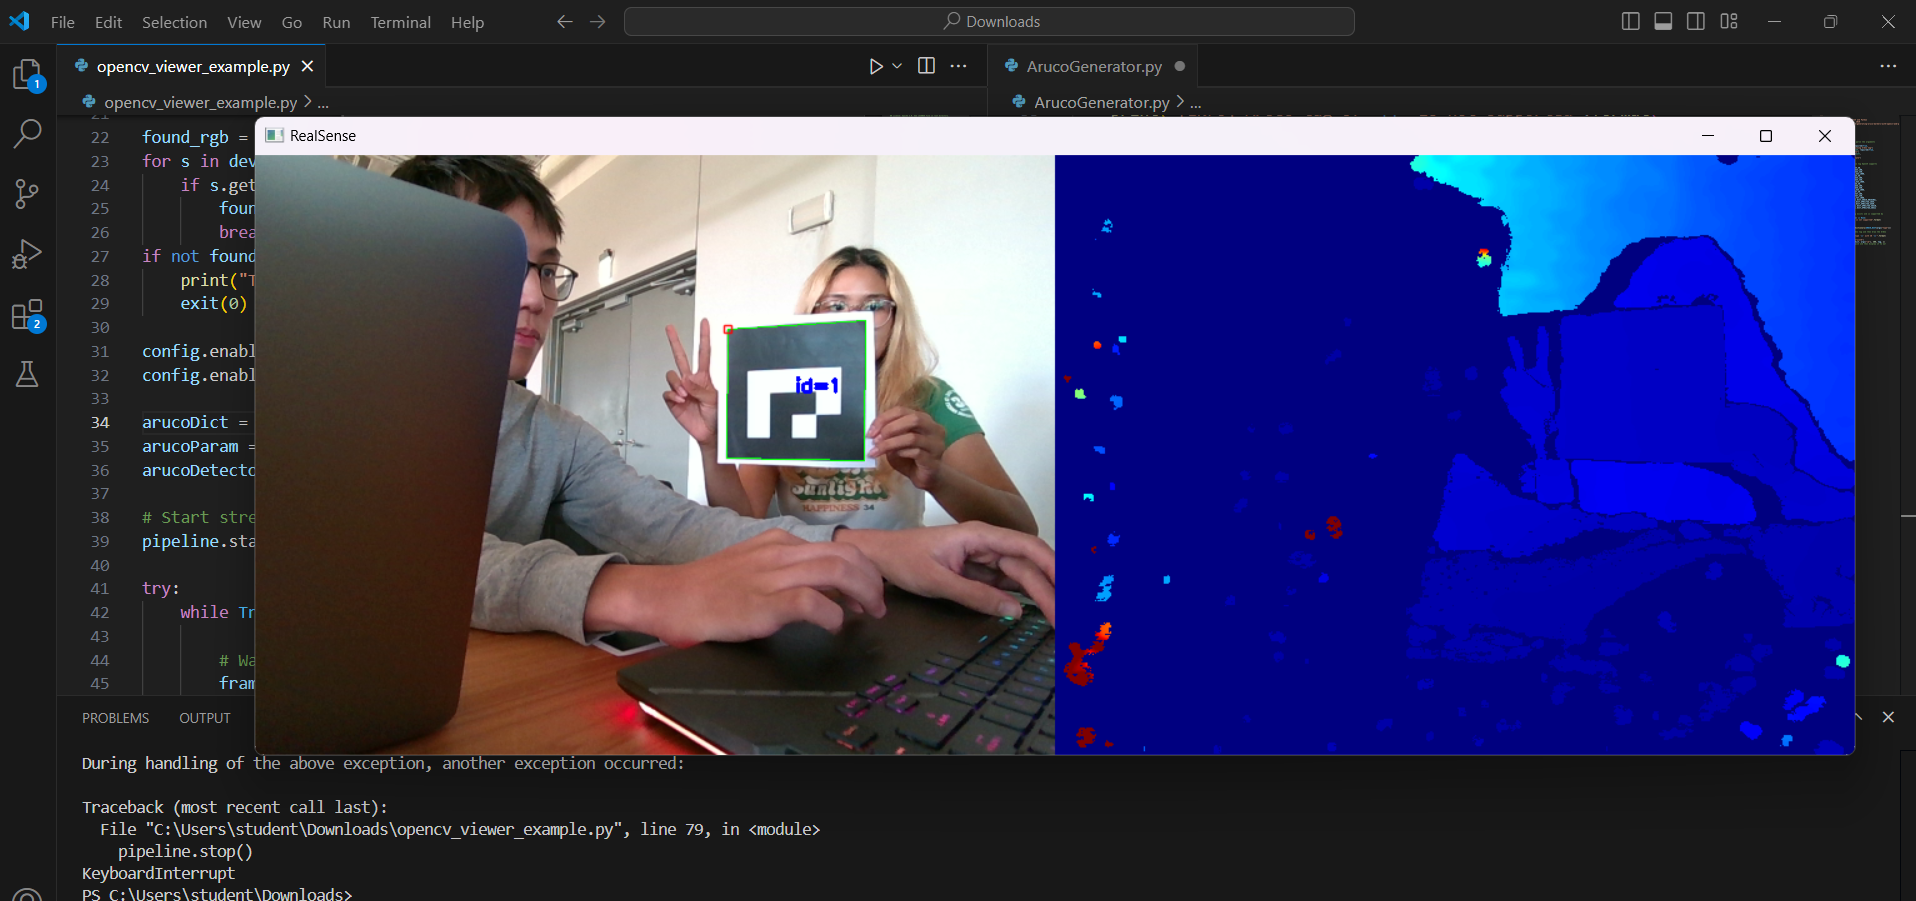 File Edit Selection View Go Run Terminal Help
Downloads
opencv_viewer_example.py
ArucoGenerator.py
opencv_viewer_example.py > ...
ArucoGenerator.py > ...
1
2
RealSense
22 found_rgb =
23 for s in dev
24 if s.get
25 foun
26 brea
27 if not found
28 print("T
29 exit(0)
30
31 config.enabl
32 config.enabl
33
34 arucoDict =
35 arucoParam =
36 arucoDetecto
37
38 # Start stre
39 pipeline.sta
40
41 try:
42 while Tr
43
44 # Wa
45 fram
id=1
Sunlight
HAPPINESS 34
PROBLEMS OUTPUT
During handling of the above exception, another exception occurred:
Traceback (most recent call last):
File "C:\Users\student\Downloads\opencv_viewer_example.py", line 79, in <module>
pipeline.stop()
KeyboardInterrupt
PS C:\Users\student\Downloads>